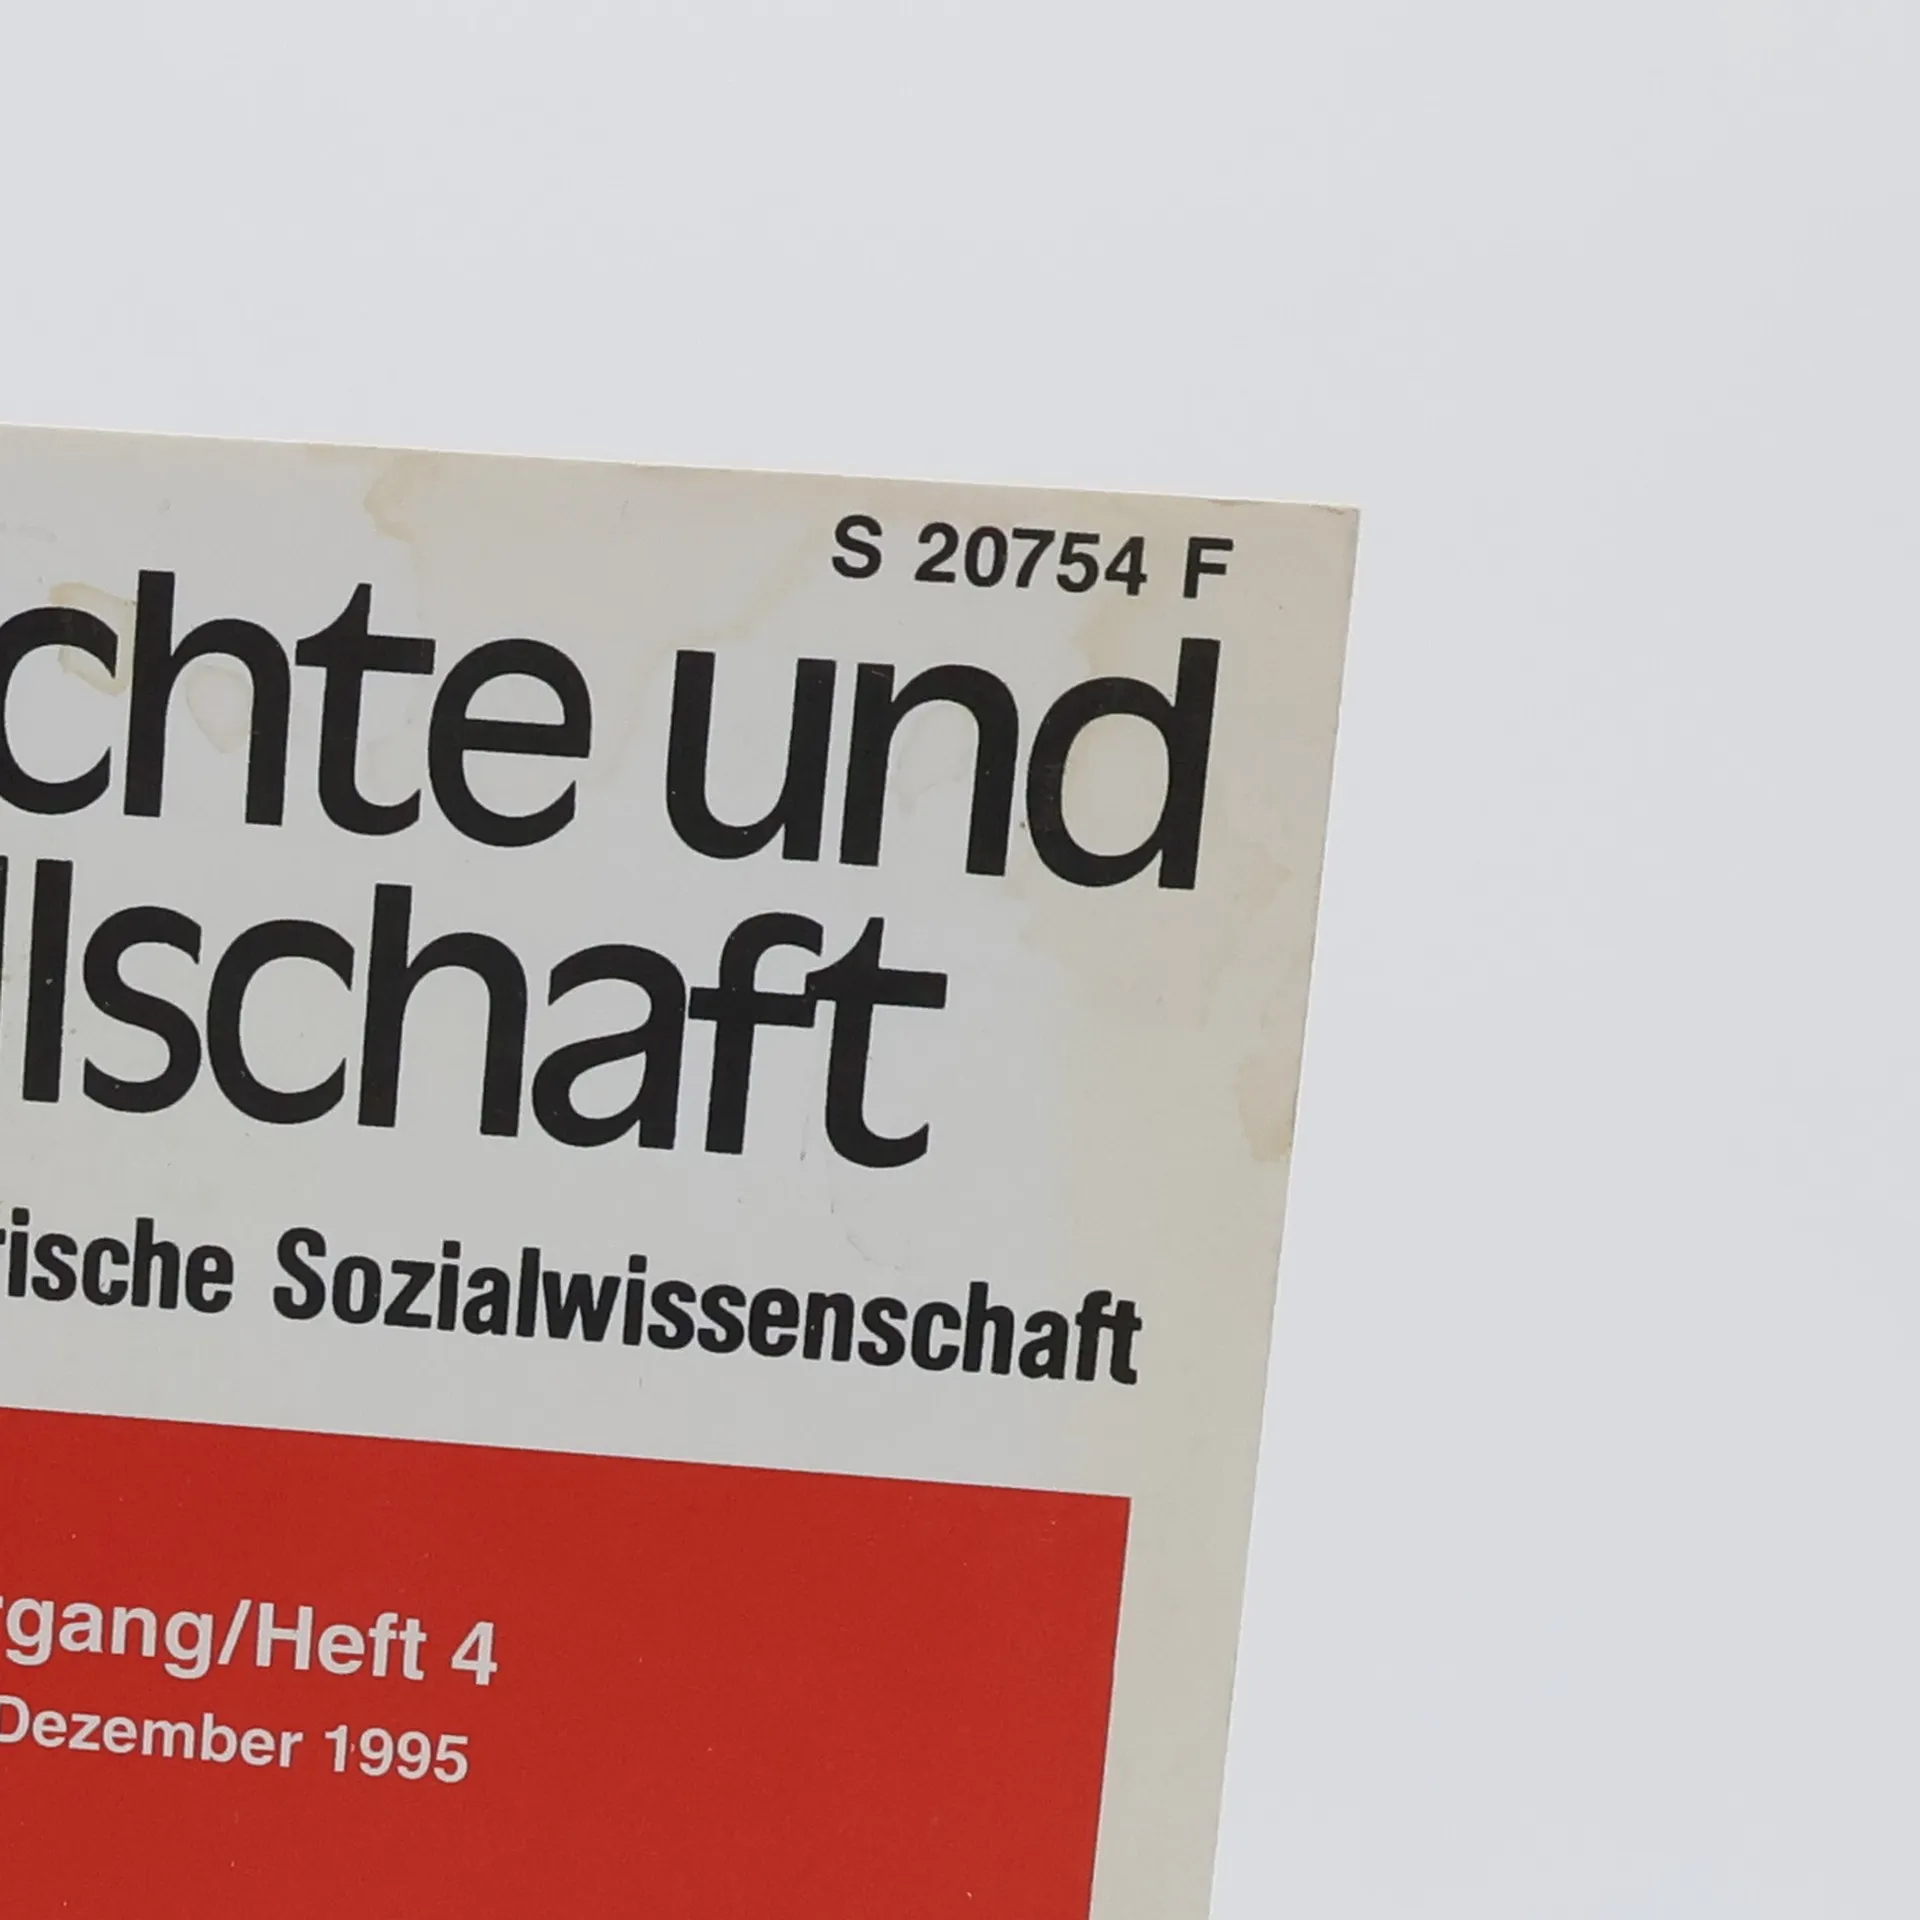 S 20754 F
chte und
llschaft
rische Sozialwissenschaft
rgang/Heft 4
Dezember 1995